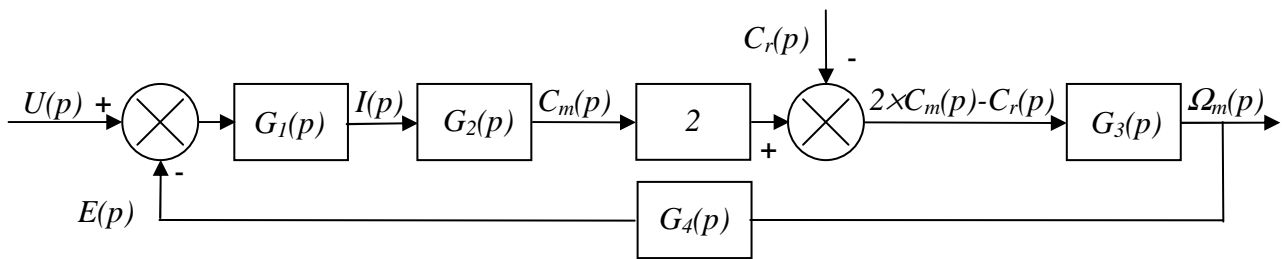 Cr(p)
-
U(p) + G1(p) I(p) G2(p) Cm(p) 2 + 2×Cm(p)-Cr(p) G3(p) Ωm(p)
-
E(p) G4(p)